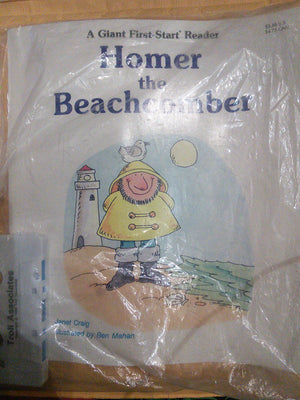 A Giant First-Start® Reader
Homer
the
Beachcomber
Janet Craig
Illustrated by Ben Mahan
Troll Associates